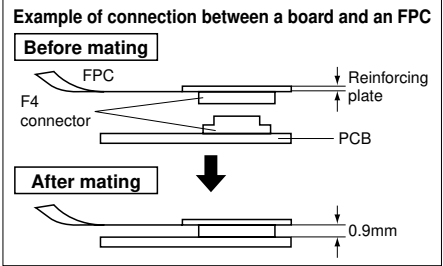 Example of connection between a board and an FPC
Before mating
FPC
Reinforcing
plate
F4
connector
PCB
After mating
0.9mm